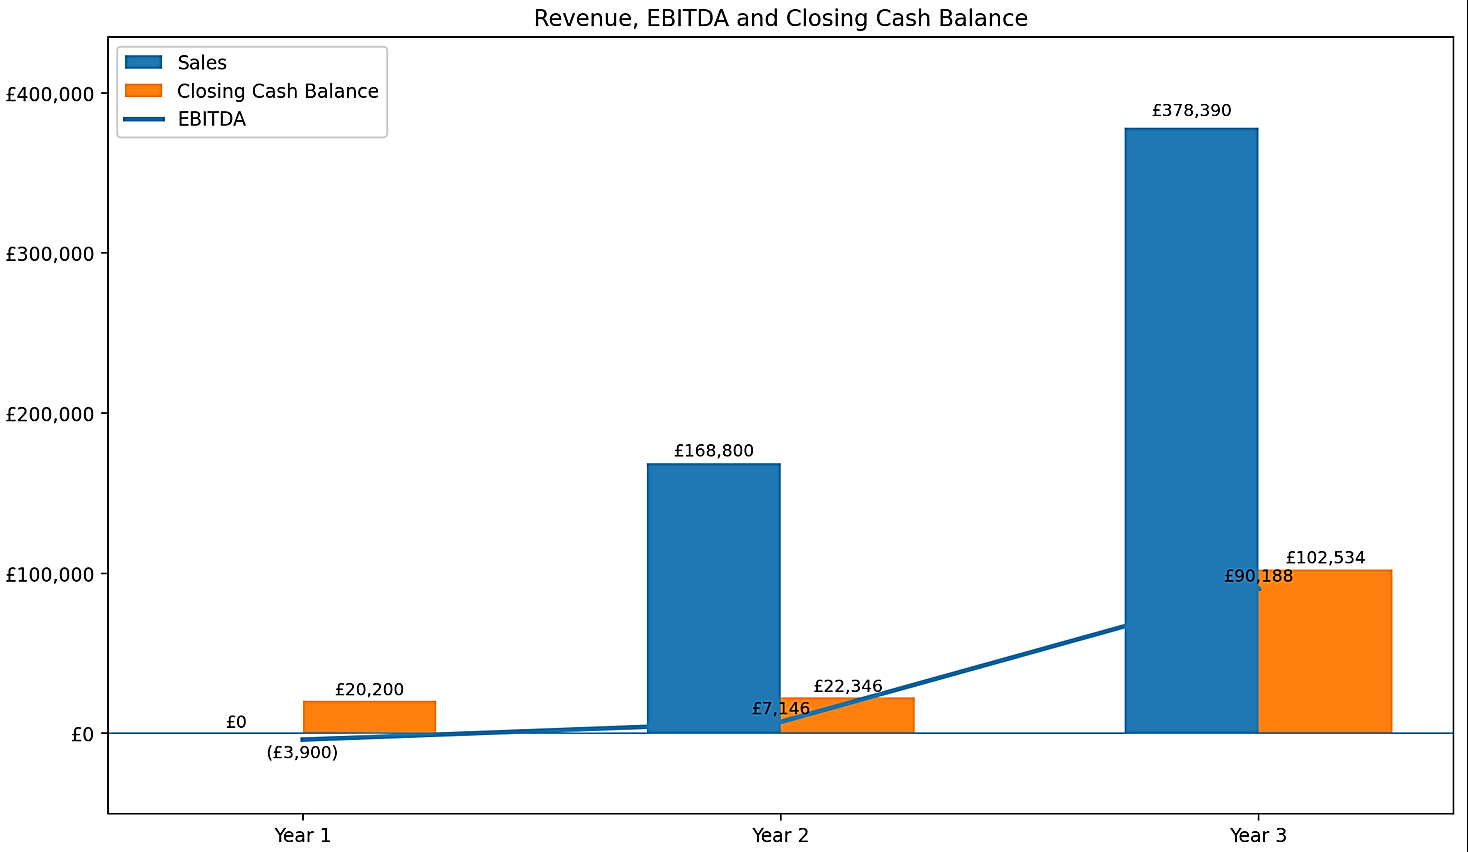 Revenue, EBITDA and Closing Cash Balance
Sales
Closing Cash Balance
EBITDA
£400,000
£300,000
£200,000
£100,000
£0
£0
£20,200
(£3,900)
£168,800
£22,346
£7,146
£378,390
£102,534
£90,188
Year 1
Year 2
Year 3